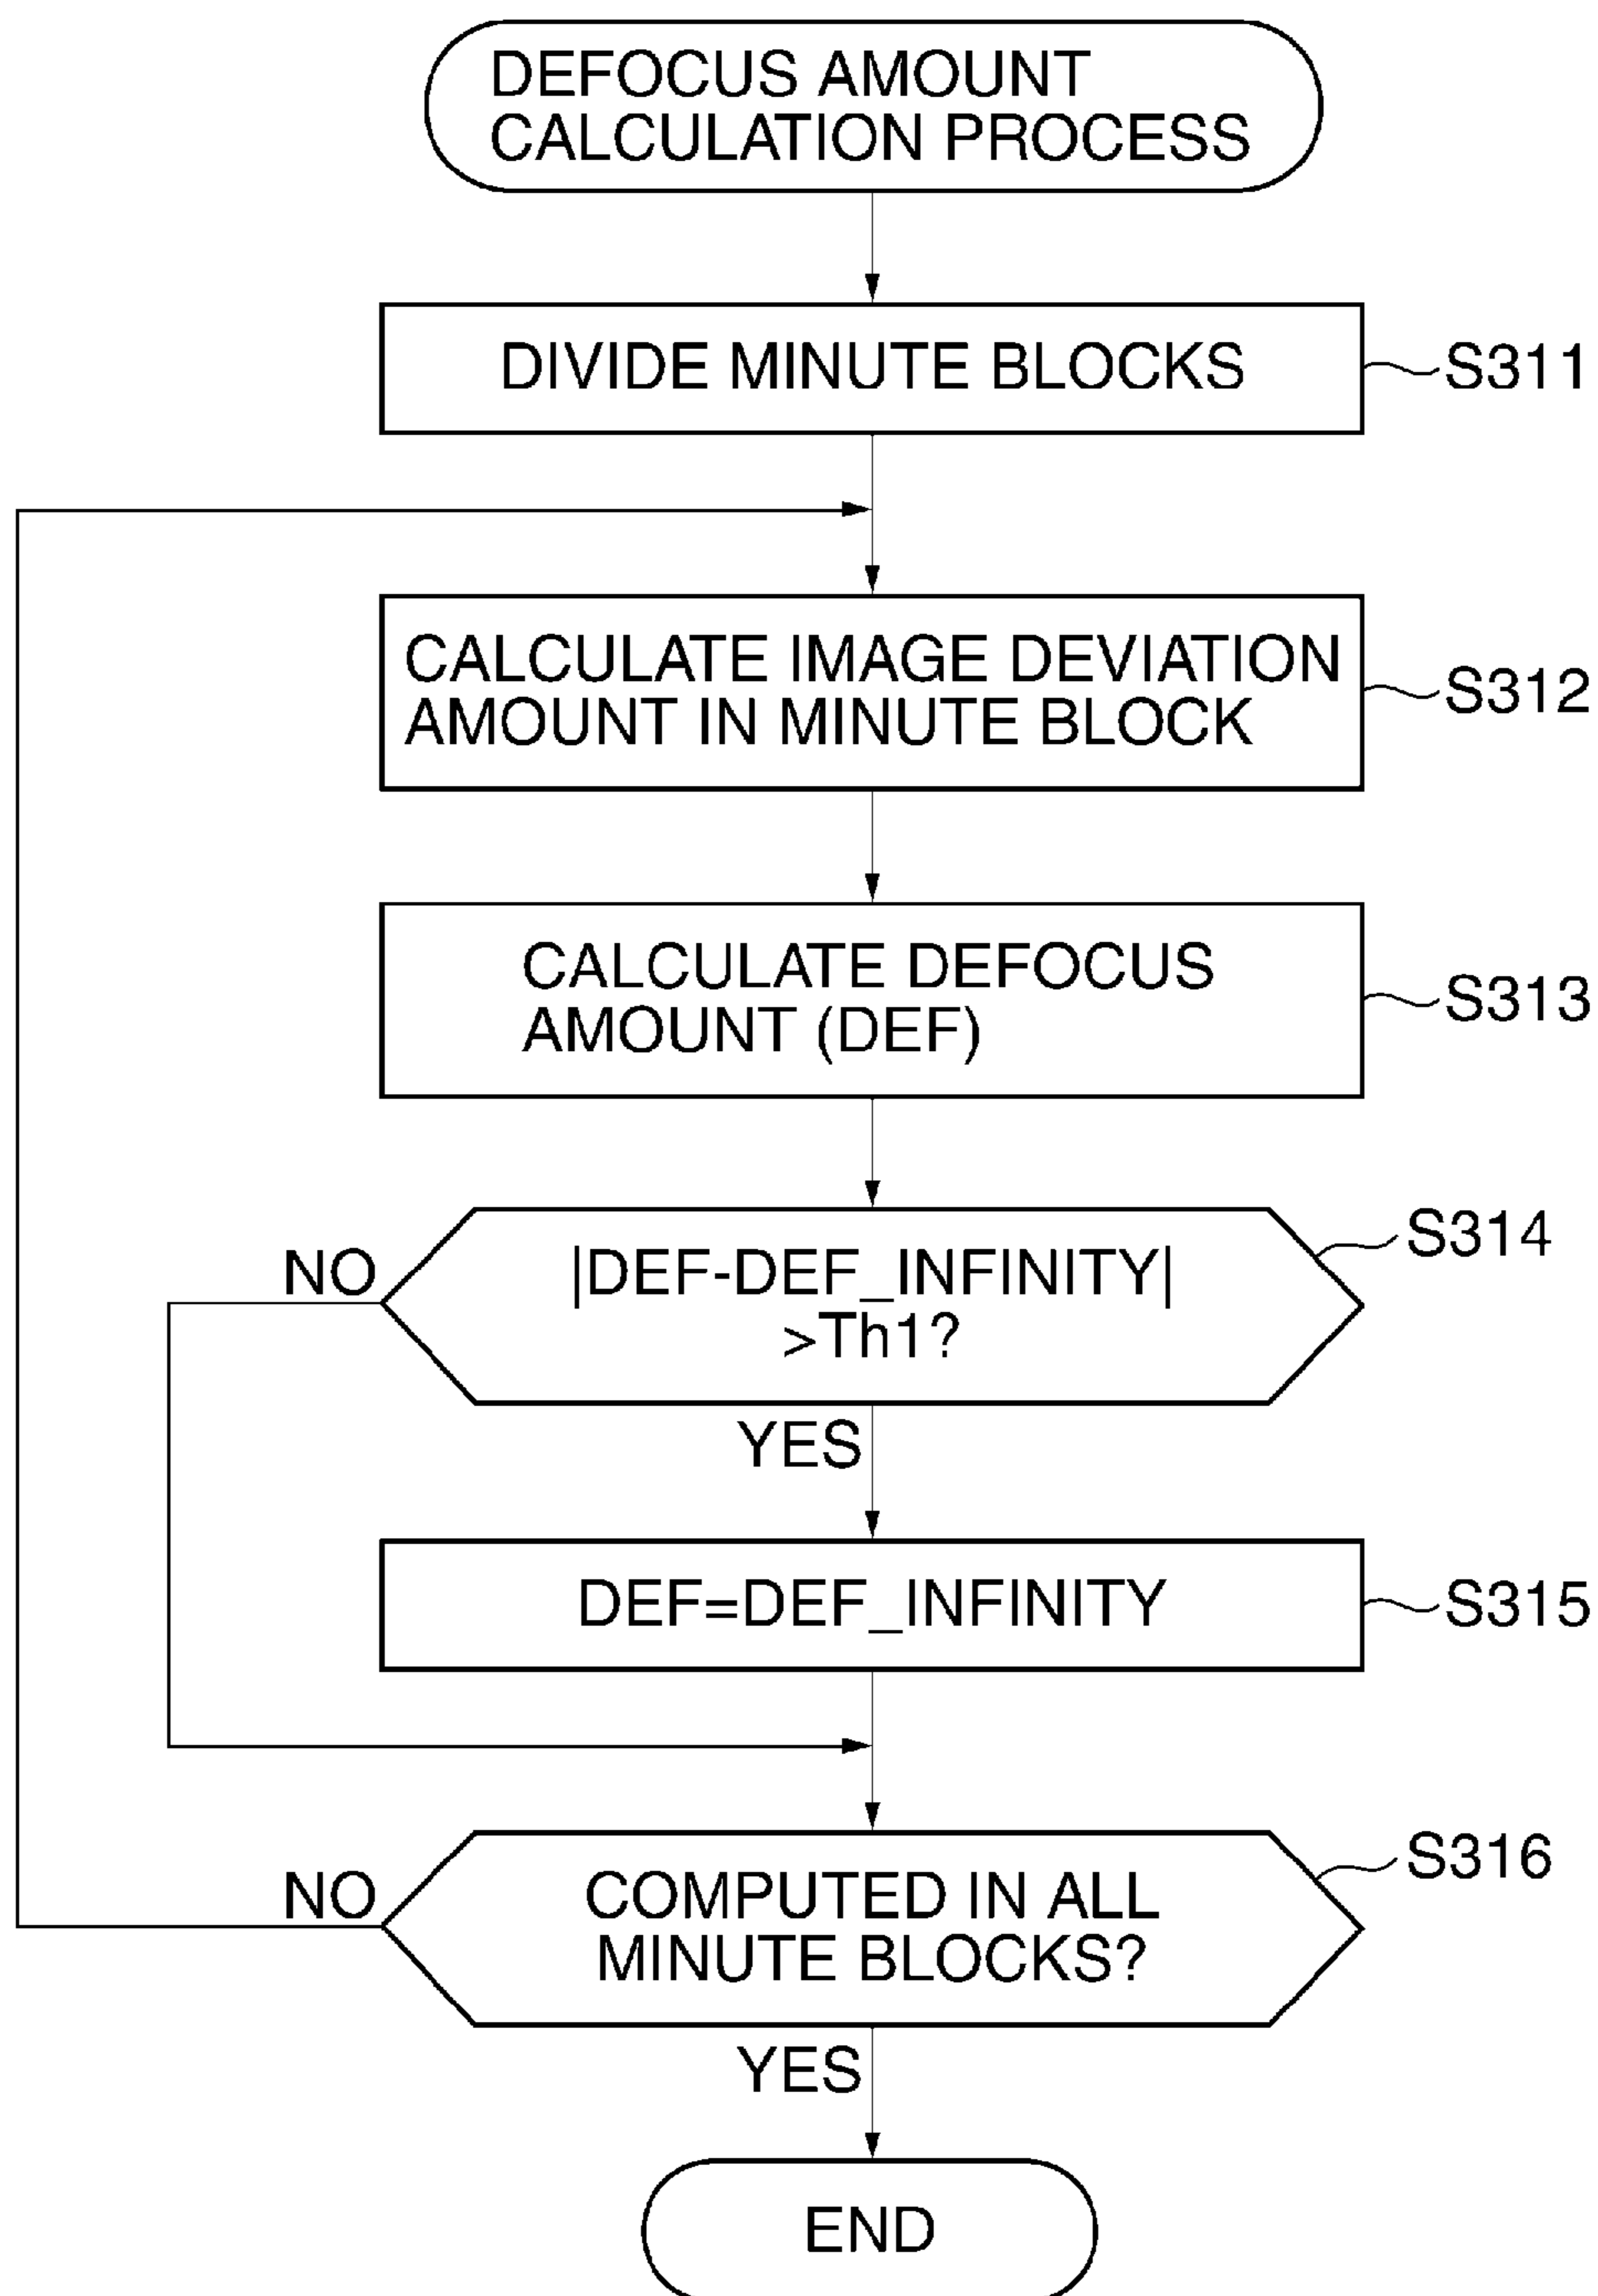 DEFOCUS AMOUNT
CALCULATION PROCESS
DIVIDE MINUTE BLOCKS
S311
CALCULATE IMAGE DEVIATION
AMOUNT IN MINUTE BLOCK
S312
CALCULATE DEFOCUS
AMOUNT (DEF)
S313
NO
|DEF-DEF_INFINITY|
>Th1?
S314
YES
DEF=DEF_INFINITY
S315
NO
COMPUTED IN ALL
MINUTE BLOCKS?
S316
YES
END